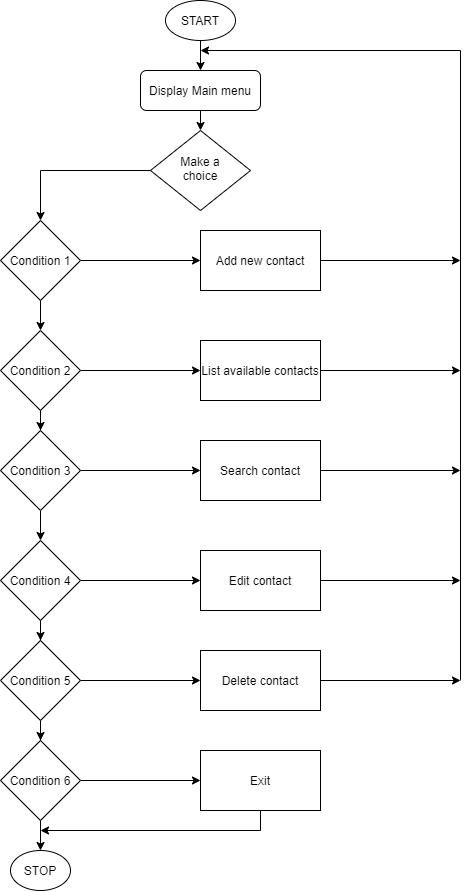 START
Display Main menu
Make a
choice
Condition 1
Add new contact
Condition 2
List available contacts
Condition 3
Search contact
Condition 4
Edit contact
Condition 5
Delete contact
Condition 6
Exit
STOP